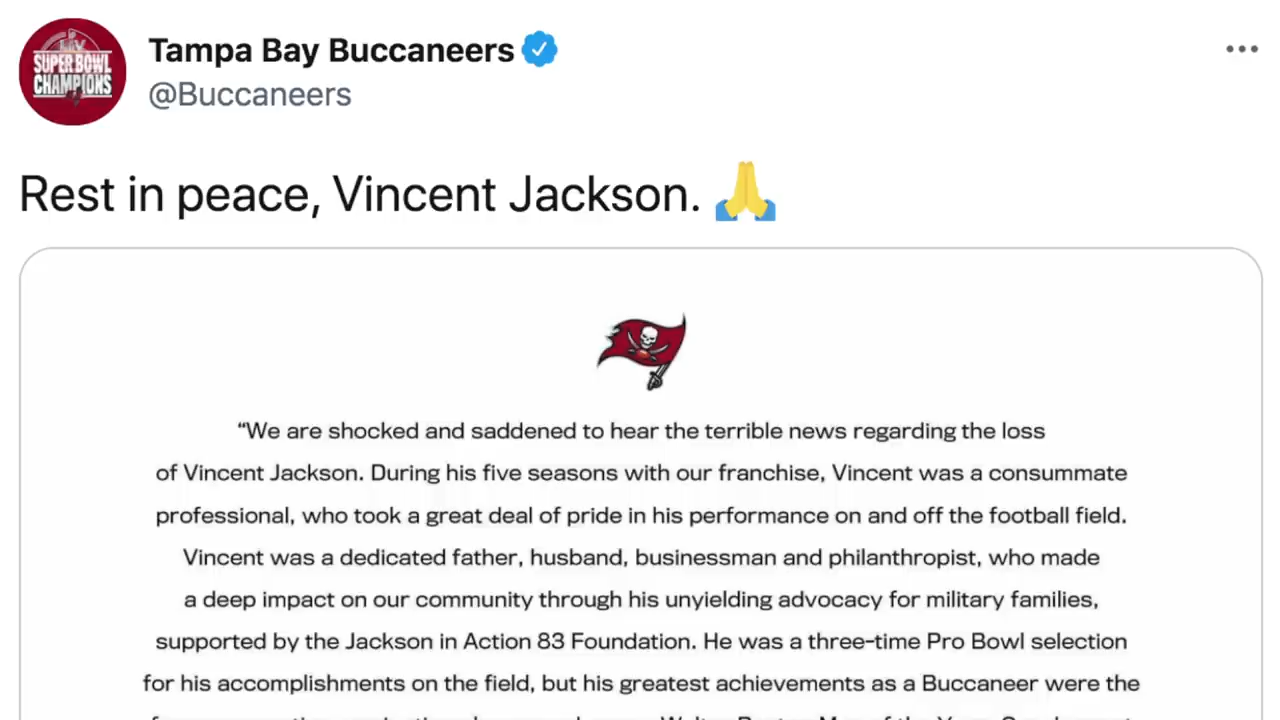 LIV
SUPER BOWL
CHAMPIONS
Tampa Bay Buccaneers
@Buccaneers
Rest in peace, Vincent Jackson. 🙏
“We are shocked and saddened to hear the terrible news regarding the loss
of Vincent Jackson. During his five seasons with our franchise, Vincent was a consummate
professional, who took a great deal of pride in his performance on and off the football field.
Vincent was a dedicated father, husband, businessman and philanthropist, who made
a deep impact on our community through his unyielding advocacy for military families,
supported by the Jackson in Action 83 Foundation. He was a three-time Pro Bowl selection
for his accomplishments on the field, but his greatest achievements as a Buccaneer were the